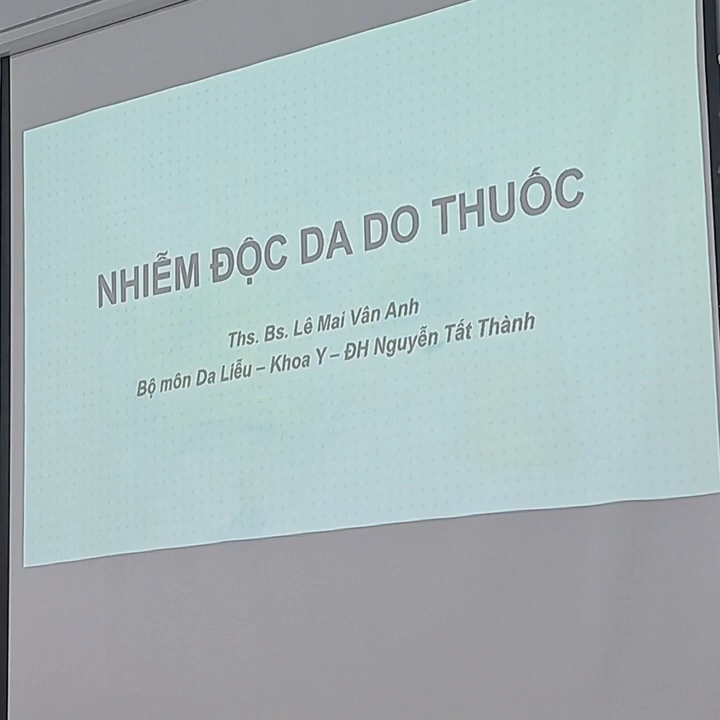 NHIỄM ĐỘC DA DO THUỐC
Ths. Bs. Lê Mai Vân Anh
Bộ môn Da Liễu – Khoa Y – ĐH Nguyễn Tất Thành